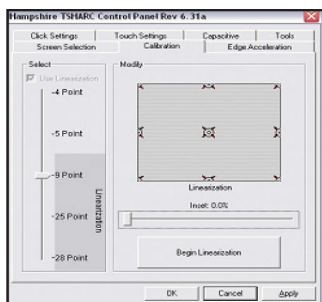 Hampshire TSHARC Control Panel Rev 6.31a
Click Settings
Touch Settings
Capacitive
Tools
Screen Selection
Calibration
Edge Acceleration
Select
Use Linearization
-4 Point
-5 Point
-9 Point
-25 Point
-28 Point
Linearization
Modify
Linearization
Inset: 0.0%
Begin Linearization
OK
Cancel
Apply